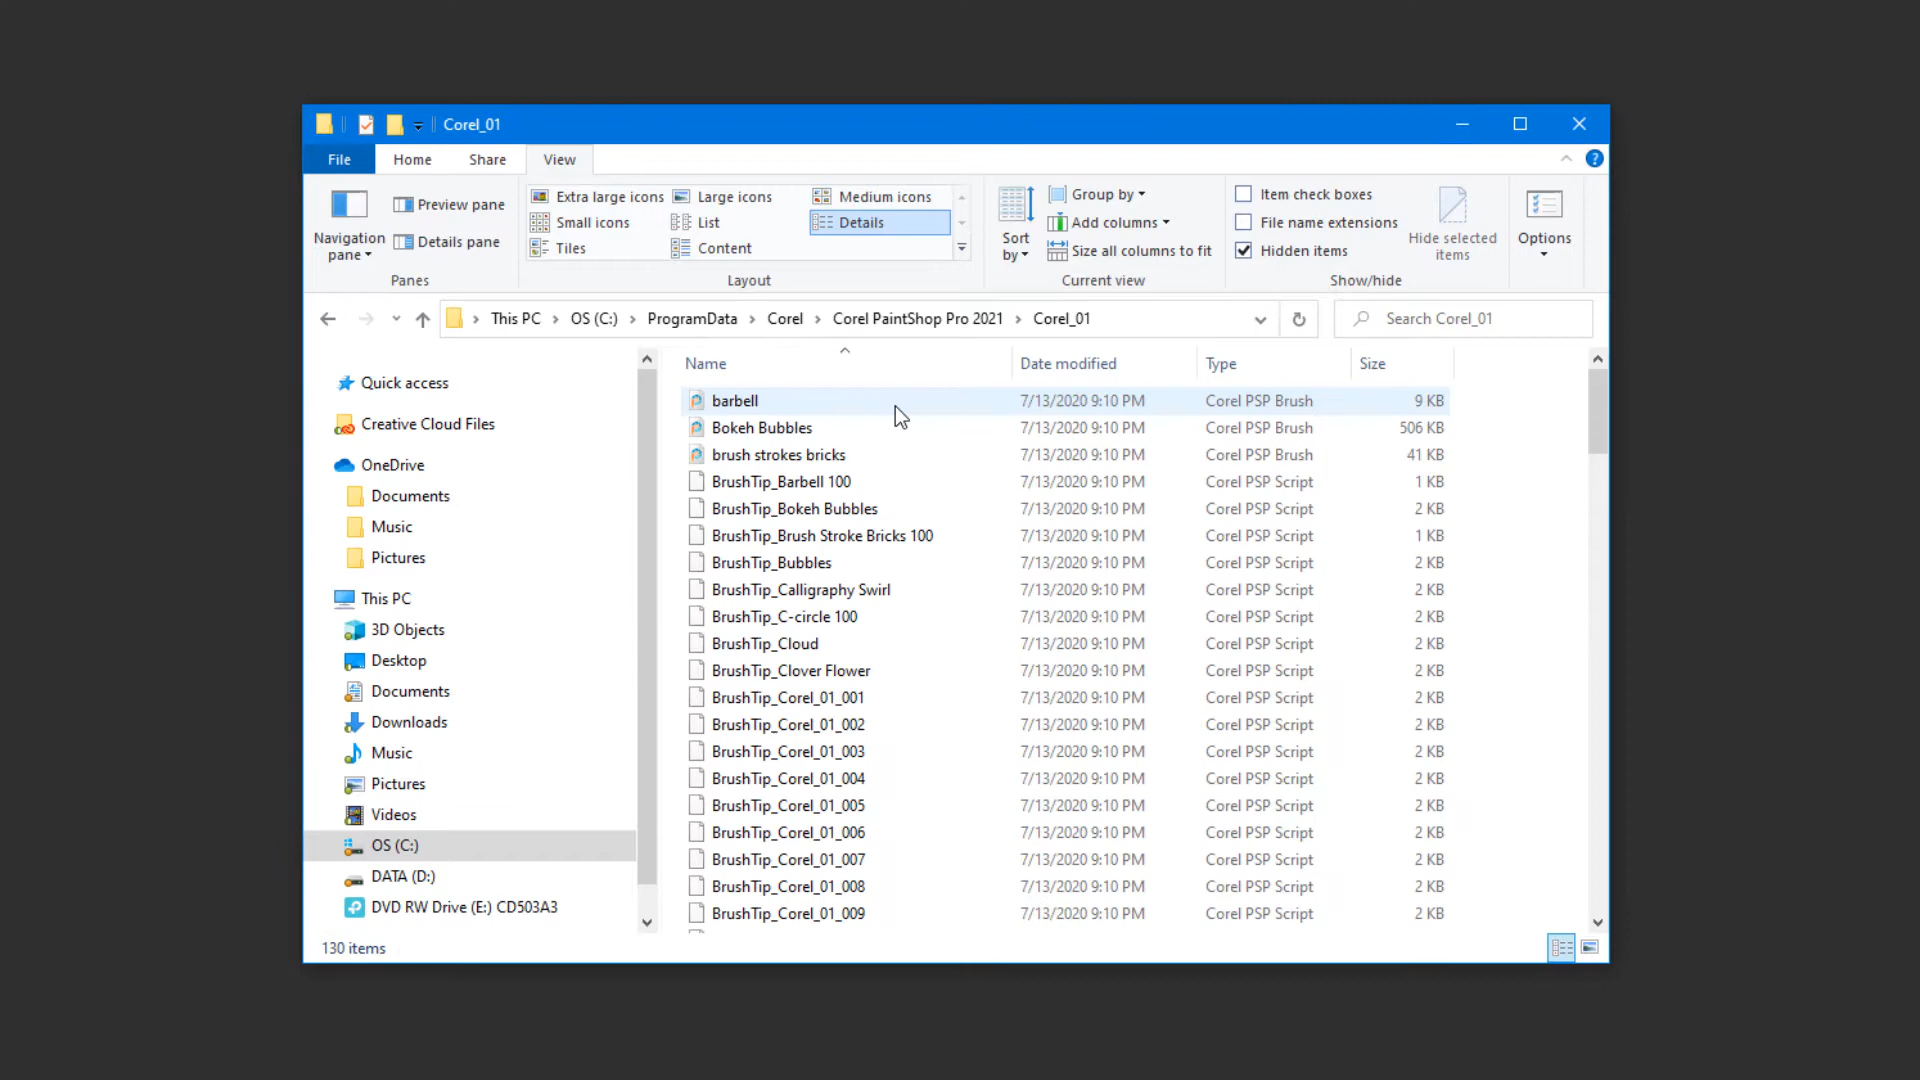 Corel_01
File Home Share View
Navigation pane
Preview pane
Details pane
Panes
Extra large icons Large icons Medium icons
Small icons List Details
Tiles Content
Layout
Sort by
Group by
Add columns
Size all columns to fit
Current view
Item check boxes
File name extensions
Hidden items
Hide selected items
Show/hide
Options
This PC > OS (C:) > ProgramData > Corel > Corel PaintShop Pro 2021 > Corel_01
Search Corel_01
Quick access
Creative Cloud Files
OneDrive
Documents
Music
Pictures
This PC
3D Objects
Desktop
Documents
Downloads
Music
Pictures
Videos
OS (C:)
DATA (D:)
DVD RW Drive (E:) CD503A3
Name Date modified Type Size
barbell 7/13/2020 9:10 PM Corel PSP Brush 9 KB
Bokeh Bubbles 7/13/2020 9:10 PM Corel PSP Brush 506 KB
brush strokes bricks 7/13/2020 9:10 PM Corel PSP Brush 41 KB
BrushTip_Barbell 100 7/13/2020 9:10 PM Corel PSP Script 1 KB
BrushTip_Bokeh Bubbles 7/13/2020 9:10 PM Corel PSP Script 2 KB
BrushTip_Brush Stroke Bricks 100 7/13/2020 9:10 PM Corel PSP Script 1 KB
BrushTip_Bubbles 7/13/2020 9:10 PM Corel PSP Script 2 KB
BrushTip_Calligraphy Swirl 7/13/2020 9:10 PM Corel PSP Script 2 KB
BrushTip_C-circle 100 7/13/2020 9:10 PM Corel PSP Script 2 KB
BrushTip_Cloud 7/13/2020 9:10 PM Corel PSP Script 2 KB
BrushTip_Clover Flower 7/13/2020 9:10 PM Corel PSP Script 2 KB
BrushTip_Corel_01_001 7/13/2020 9:10 PM Corel PSP Script 2 KB
BrushTip_Corel_01_002 7/13/2020 9:10 PM Corel PSP Script 2 KB
BrushTip_Corel_01_003 7/13/2020 9:10 PM Corel PSP Script 2 KB
BrushTip_Corel_01_004 7/13/2020 9:10 PM Corel PSP Script 2 KB
BrushTip_Corel_01_005 7/13/2020 9:10 PM Corel PSP Script 2 KB
BrushTip_Corel_01_006 7/13/2020 9:10 PM Corel PSP Script 2 KB
BrushTip_Corel_01_007 7/13/2020 9:10 PM Corel PSP Script 2 KB
BrushTip_Corel_01_008 7/13/2020 9:10 PM Corel PSP Script 2 KB
BrushTip_Corel_01_009 7/13/2020 9:10 PM Corel PSP Script 2 KB
130 items